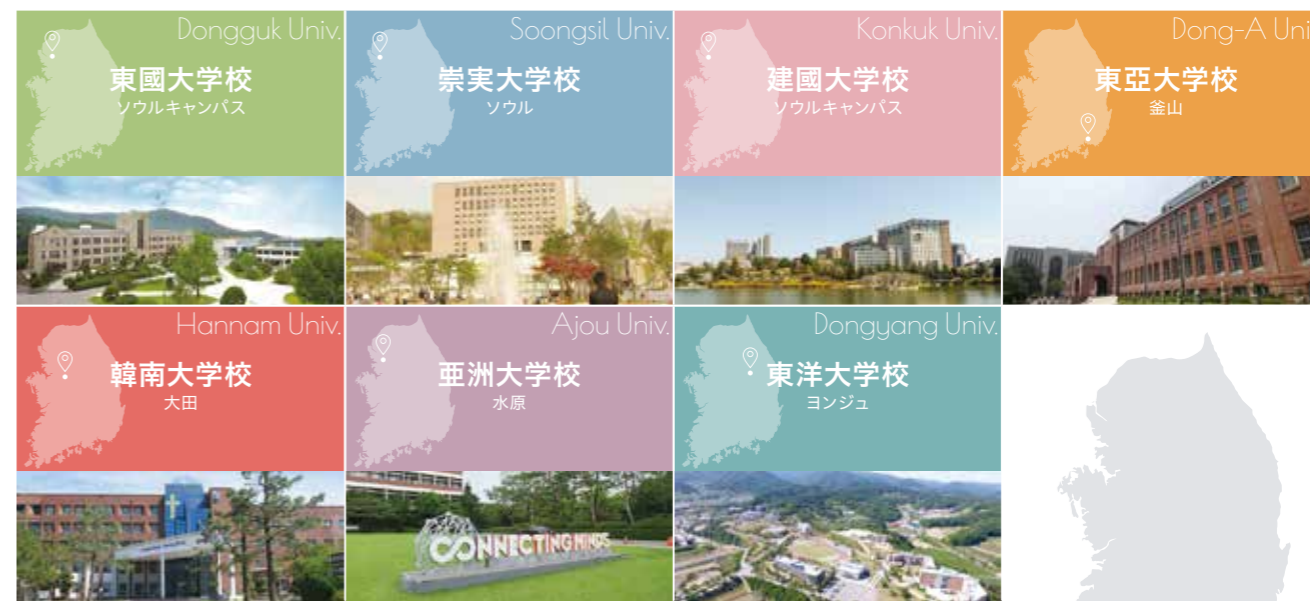 Dongguk Univ.
東國大学校
ソウルキャンパス
Soongsil Univ.
崇実大学校
ソウル
Konkuk Univ.
建國大学校
ソウルキャンパス
Dong-A Uni
東亞大学校
釜山
Hannam Univ.
韓南大学校
大田
Ajou Univ.
亜洲大学校
水原
Dongyang Univ.
東洋大学校
ヨンジュ
CONNECTING MINDS